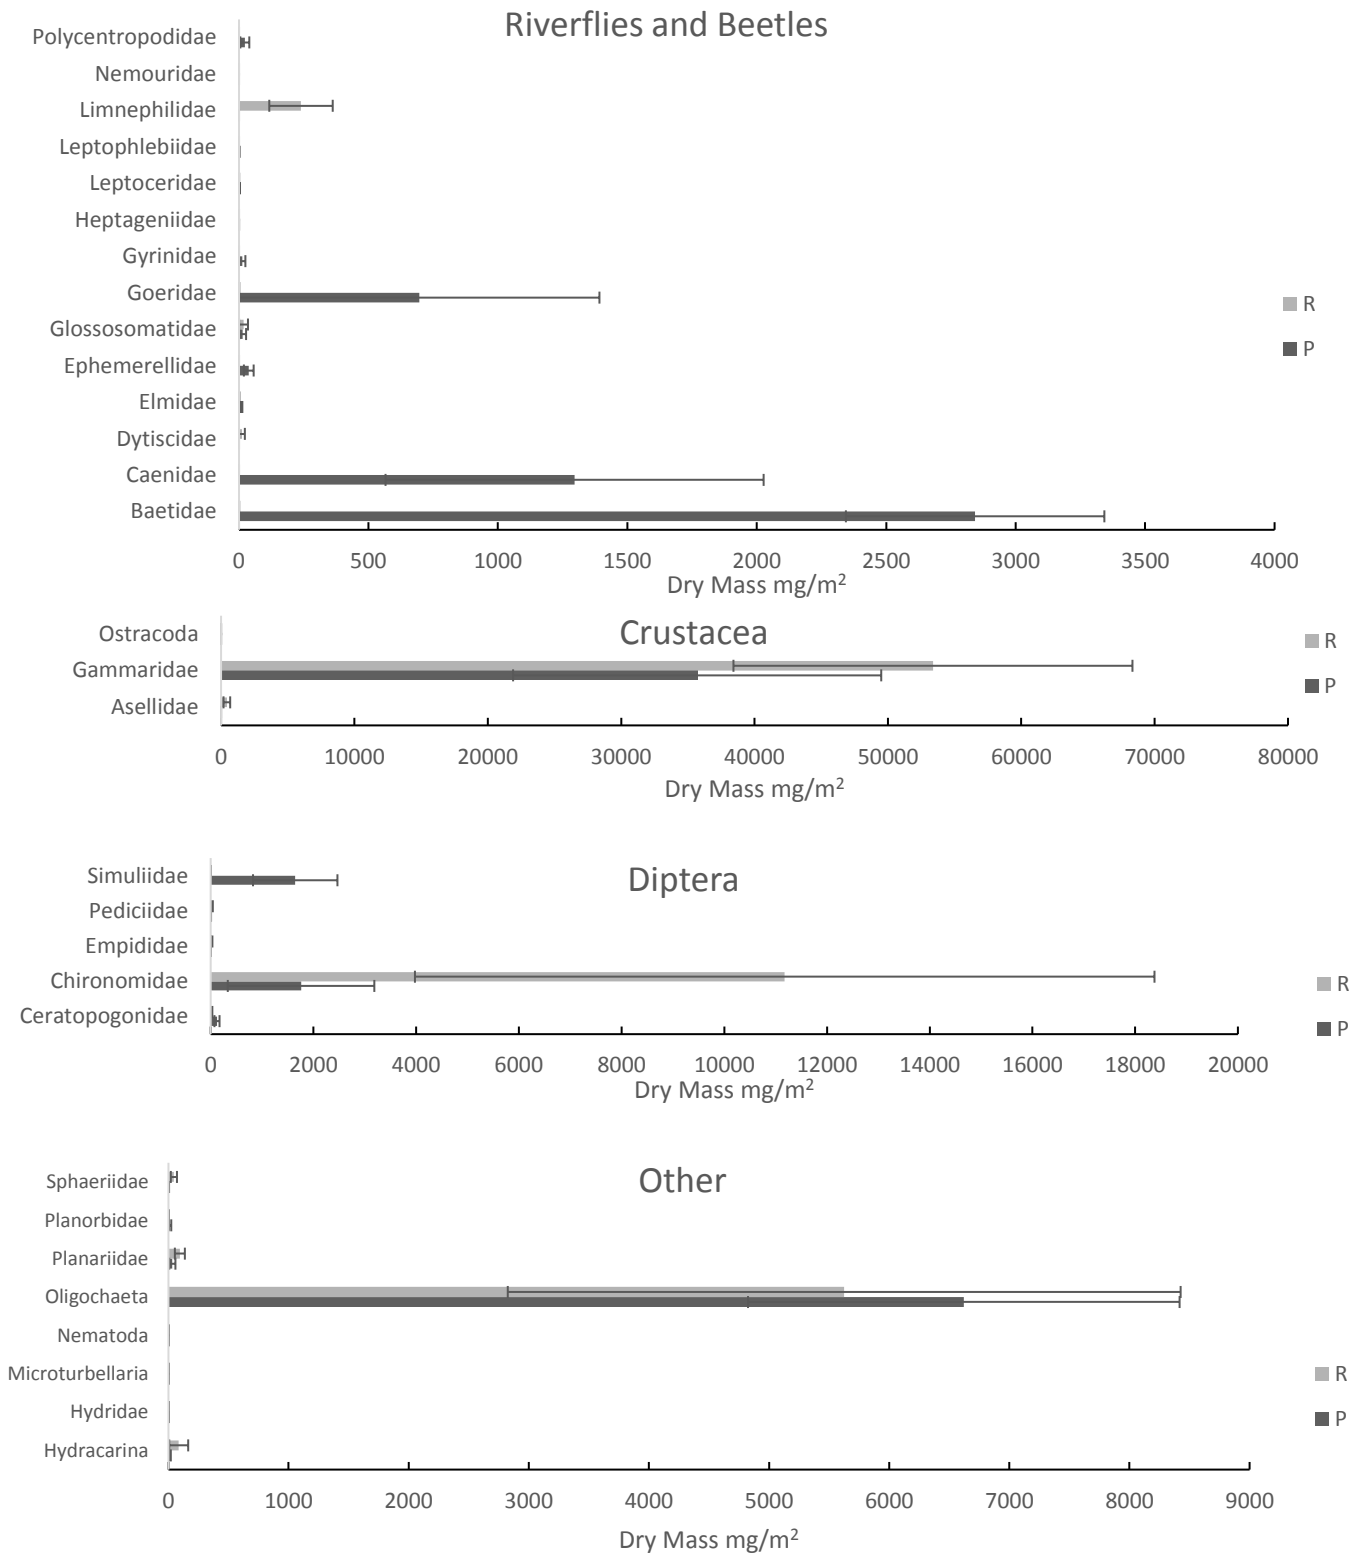 Riverflies and Beetles
Polycentropodidae
Nemouridae
Limnephilidae
Leptophlebiidae
Leptoceridae
Heptageniidae
Gyrinidae
Goeridae
Glossosomatidae
Ephemerellidae
Elmidae
Dytiscidae
Caenidae
Baetidae
R
P
0 500 1000 1500 2000 2500 3000 3500 4000
Dry Mass mg/m²
Crustacea
Ostracoda
Gammaridae
Asellidae
R
P
0 10000 20000 30000 40000 50000 60000 70000 80000
Dry Mass mg/m²
Diptera
Simuliidae
Pediciidae
Empididae
Chironomidae
Ceratopogonidae
R
P
0 2000 4000 6000 8000 10000 12000 14000 16000 18000 20000
Dry Mass mg/m²
Other
Sphaeriidae
Planorbidae
Planariidae
Oligochaeta
Nematoda
Microturbellaria
Hydridae
Hydracarina
R
P
0 1000 2000 3000 4000 5000 6000 7000 8000 9000
Dry Mass mg/m²